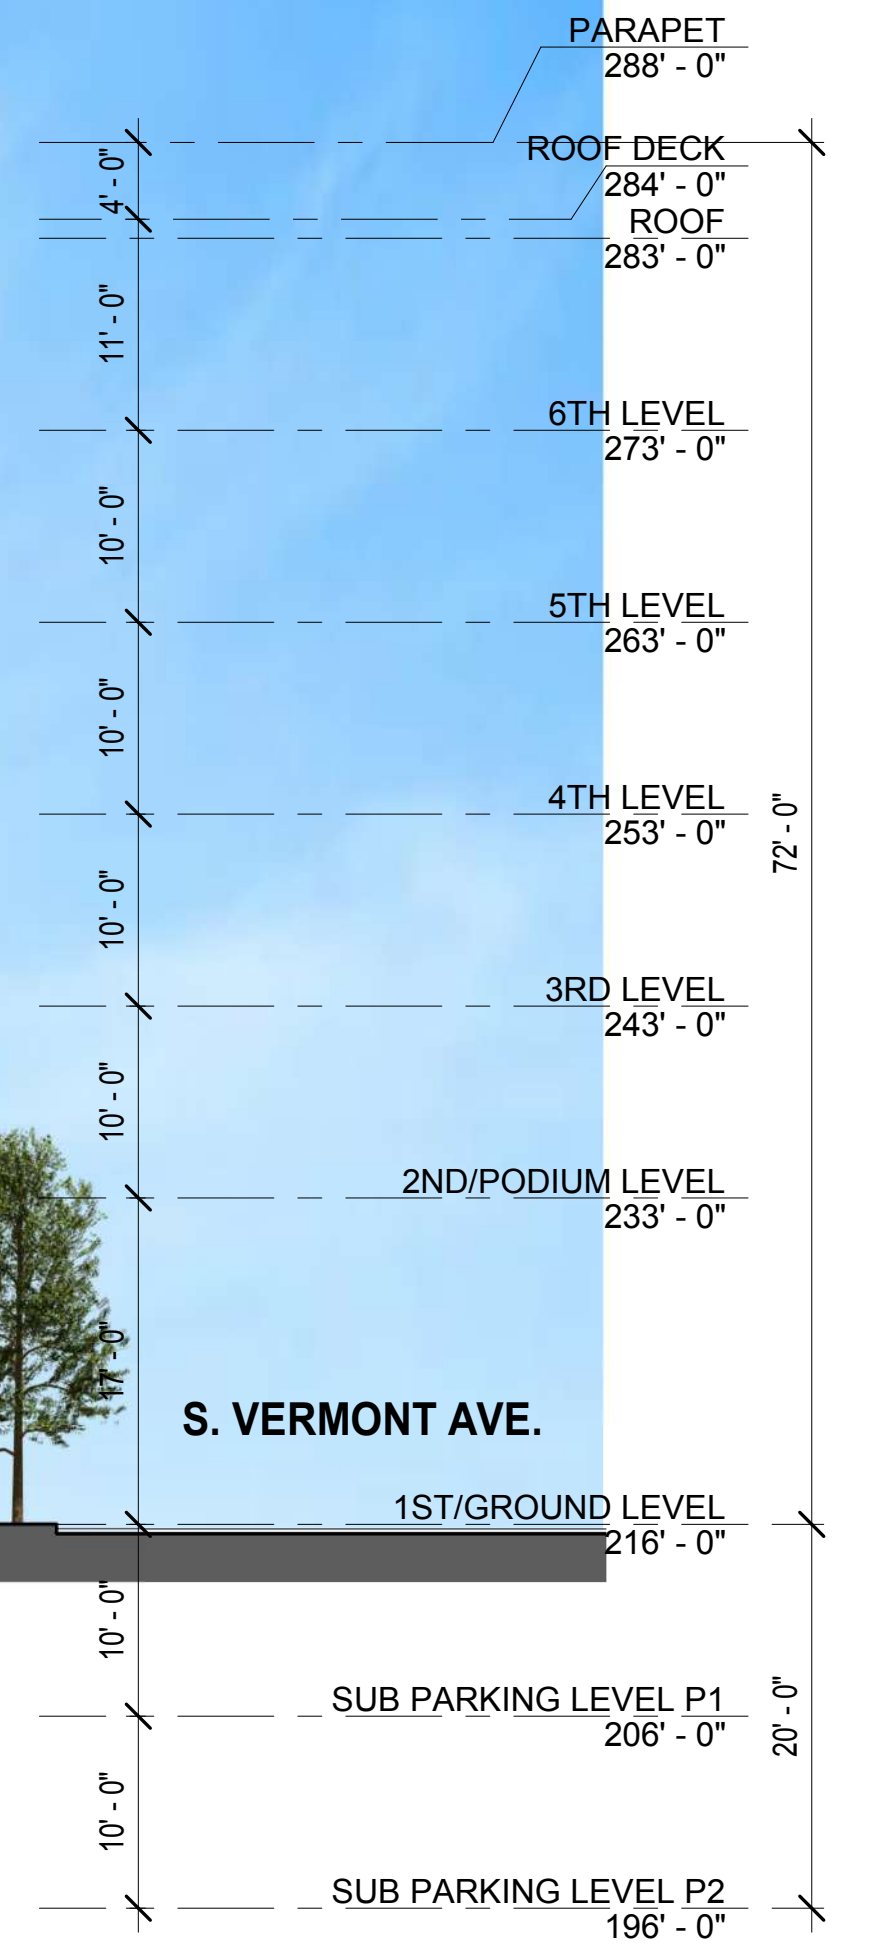 PARAPET
288' - 0"
4' - 0"
ROOF DECK
284' - 0"
ROOF
283' - 0"
11' - 0"
6TH LEVEL
273' - 0"
10' - 0"
5TH LEVEL
263' - 0"
10' - 0"
4TH LEVEL
253' - 0"
72' - 0"
10' - 0"
3RD LEVEL
243' - 0"
10' - 0"
2ND/PODIUM LEVEL
233' - 0"
17' - 0"
S. VERMONT AVE.
1ST/GROUND LEVEL
216' - 0"
10' - 0"
SUB PARKING LEVEL P1
206' - 0"
20' - 0"
10' - 0"
SUB PARKING LEVEL P2
196' - 0"